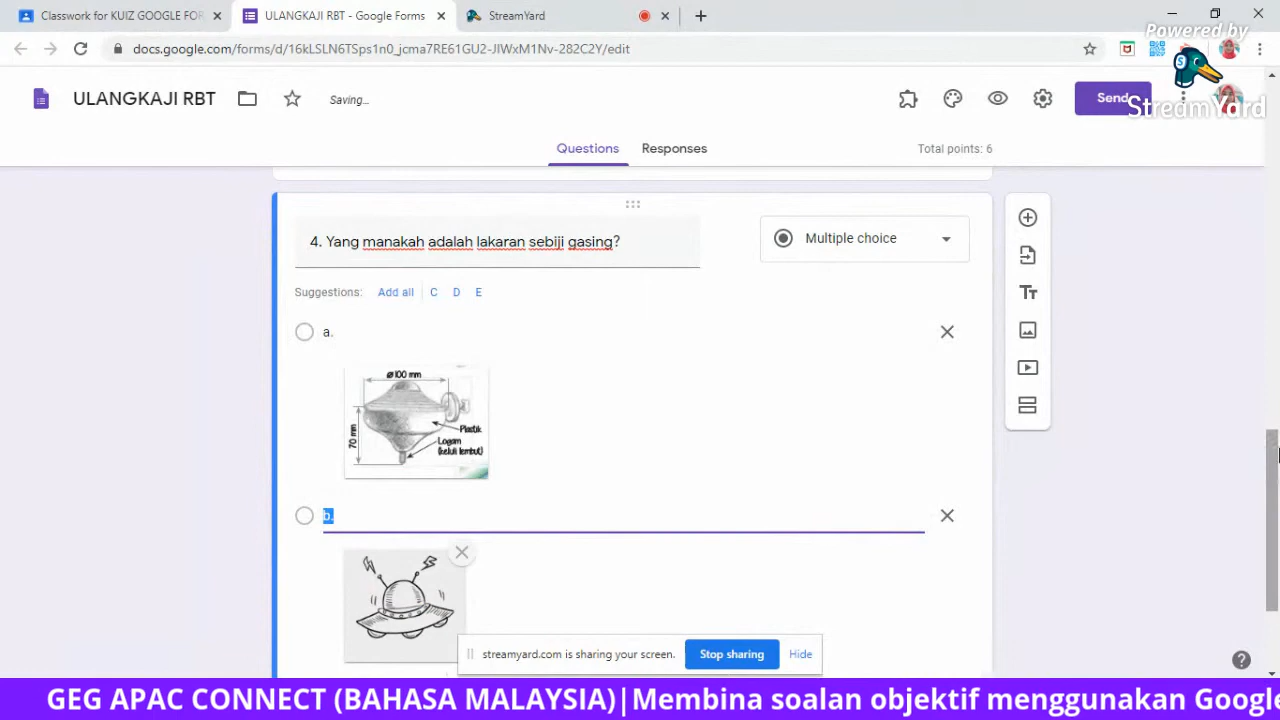 Classwork for KUIZ GOOGLE FOR
ULANGKAJI RBT - Google Forms
StreamYard
docs.google.com/forms/d/16kLSLN6TSps1n0_jcma7RE61GU2-JIWxM1Nv-282C2Y/edit
Powered by
StreamYard
ULANGKAJI RBT
Saving...
Send
Questions
Responses
Total points: 6
4. Yang manakah adalah lakaran sebiji gasing?
Multiple choice
Suggestions: Add all C D E
a.
ø100 mm
70 mm
Plastik
Logam
(keluli lembut)
b.
streamyard.com is sharing your screen.
Stop sharing
Hide
GEG APAC CONNECT (BAHASA MALAYSIA)|Membina soalan objektif menggunakan Google